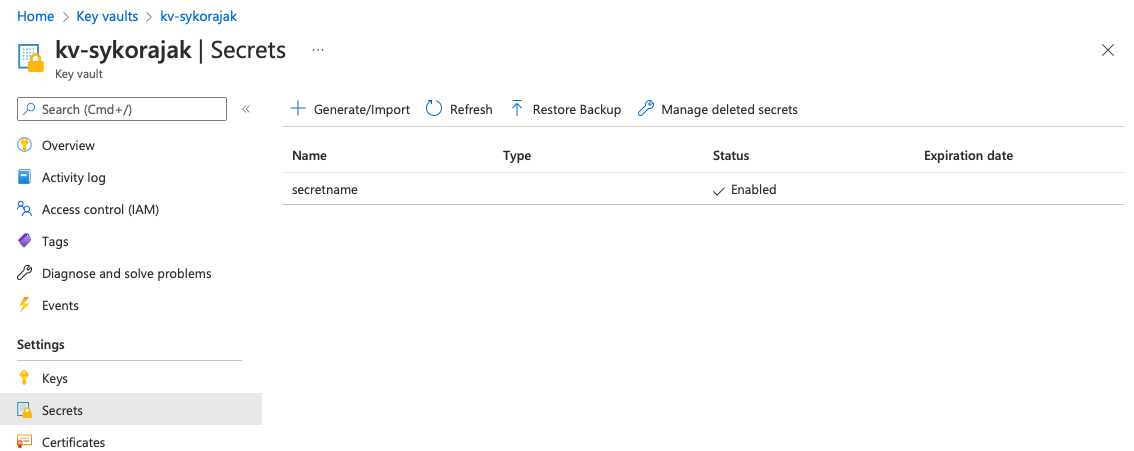 Home > Key vaults > kv-sykorajak
kv-sykorajak | Secrets ...
Key vault
Search (Cmd+/)
«
Generate/Import Refresh Restore Backup Manage deleted secrets
Overview
Activity log
Access control (IAM)
Tags
Diagnose and solve problems
Events
Settings
Keys
Secrets
Certificates
Name Type Status Expiration date
secretname Enabled